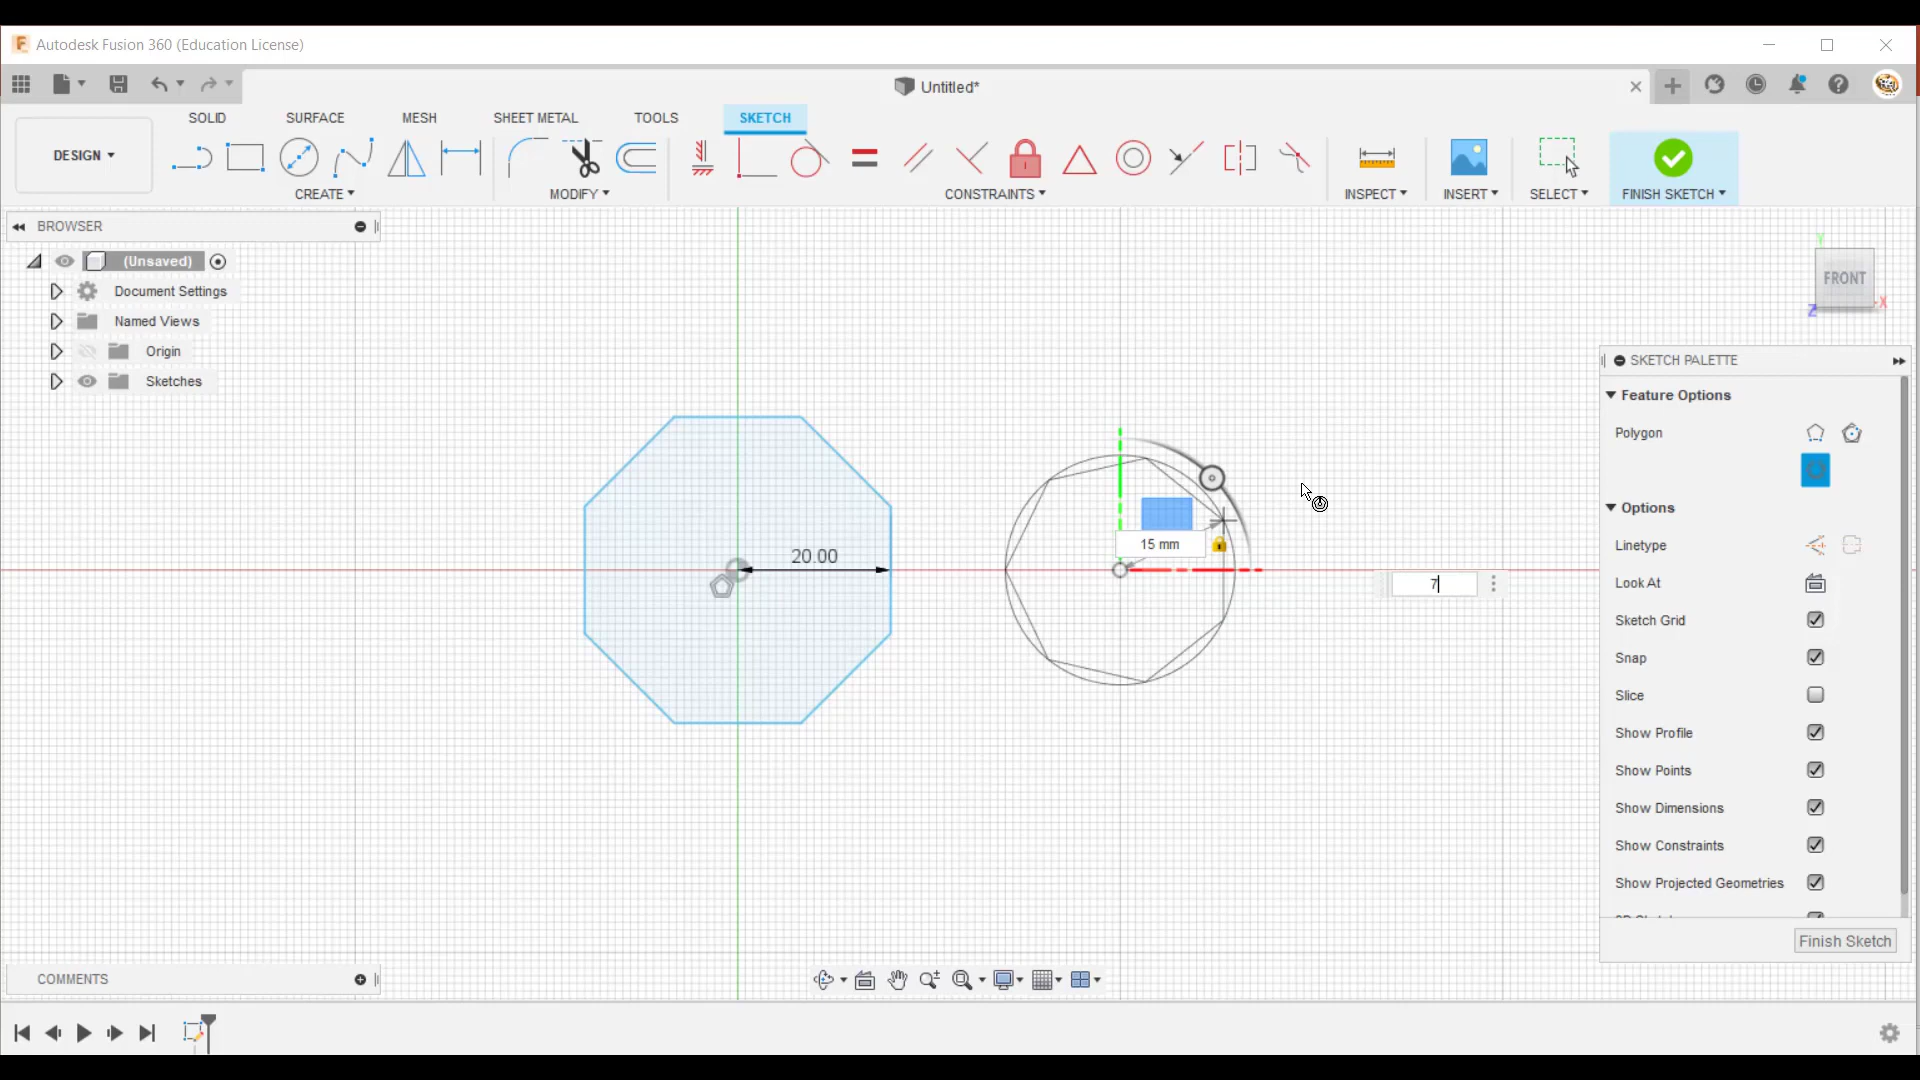 Autodesk Fusion 360 (Education License)
Untitled*
SOLID SURFACE MESH SHEET METAL TOOLS SKETCH
DESIGN
CREATE MODIFY CONSTRAINTS INSPECT INSERT SELECT FINISH SKETCH
BROWSER
(Unsaved)
Document Settings
Named Views
Origin
Sketches
Y
FRONT
X
Z
20.00
15 mm
7
SKETCH PALETTE
Feature Options
Polygon
Options
Linetype
Look At
Sketch Grid
Snap
Slice
Show Profile
Show Points
Show Dimensions
Show Constraints
Show Projected Geometries
Finish Sketch
COMMENTS